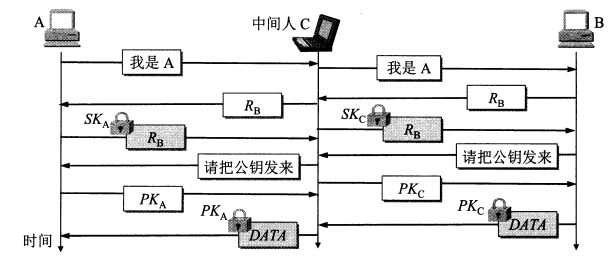 A 中间人 C B
我是 A
我是 A
R_B
R_B
SK_A R_B
SK_C R_B
请把公钥发来
请把公钥发来
PK_A
PK_C
PK_A DATA
PK_C DATA
时间